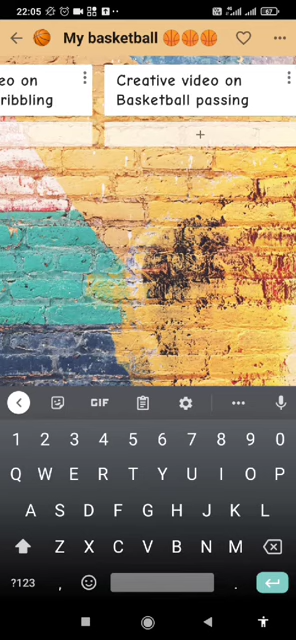 22:05
67
My basketball 🏀🏀🏀
eo on
ribbling
Creative video on
Basketball passing
+
GIF
1 2 3 4 5 6 7 8 9 0
Q W E R T Y U I O P
A S D F G H J K L
Z X C V B N M
?123 , .